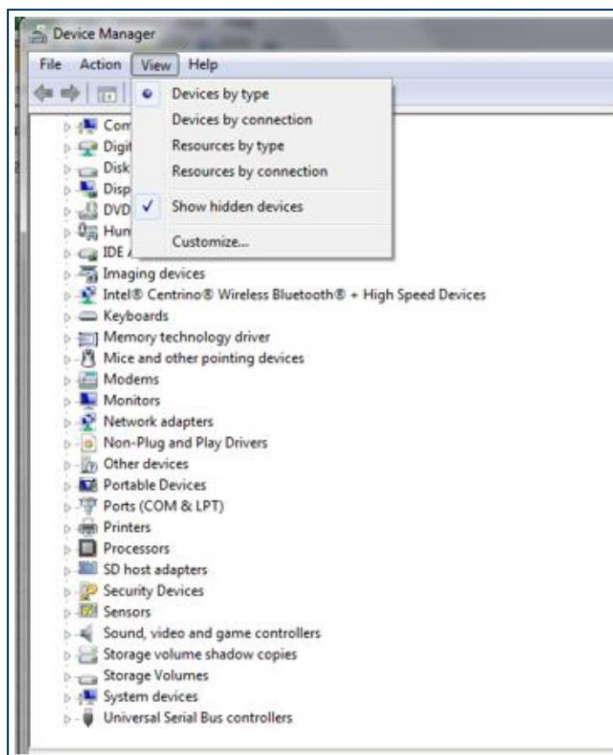 Device Manager
File Action View Help
Devices by type
Devices by connection
Resources by type
Resources by connection
Show hidden devices
Customize...
Com
Digit
Disk
Disp
DVD
Hun
IDE A
Imaging devices
Intel® Centrino® Wireless Bluetooth® + High Speed Devices
Keyboards
Memory technology driver
Mice and other pointing devices
Modems
Monitors
Network adapters
Non-Plug and Play Drivers
Other devices
Portable Devices
Ports (COM & LPT)
Printers
Processors
SD host adapters
Security Devices
Sensors
Sound, video and game controllers
Storage volume shadow copies
Storage Volumes
System devices
Universal Serial Bus controllers